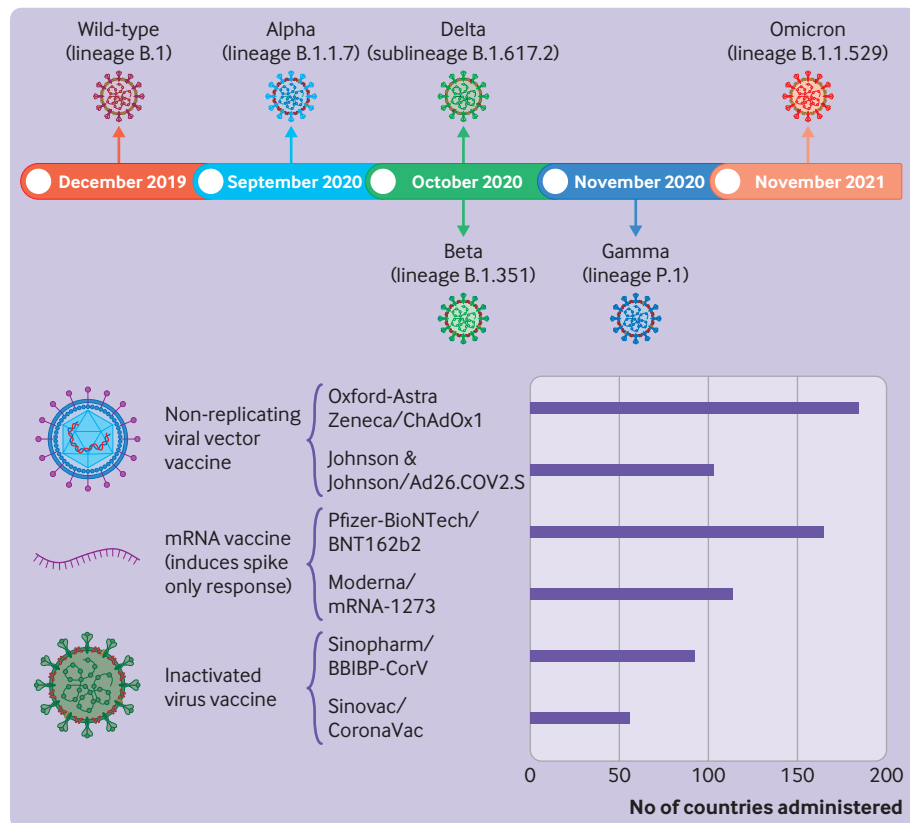 Wild-type
(lineage B.1)
Alpha
(lineage B.1.1.7)
Delta
(sublineage B.1.617.2)
Omicron
(lineage B.1.1.529)
December 2019
September 2020
October 2020
November 2020
November 2021
Beta
(lineage B.1.351)
Gamma
(lineage P.1)
Non-replicating
viral vector
vaccine
Oxford-Astra
Zeneca/ChAdOx1
Johnson &
Johnson/Ad26.COV2.S
mRNA vaccine
(induces spike
only response)
Pfizer-BioNTech/
BNT162b2
Moderna/
mRNA-1273
Inactivated
virus vaccine
Sinopharm/
BBIBP-CorV
Sinovac/
CoronaVac
0 50 100 150 200
No of countries administered